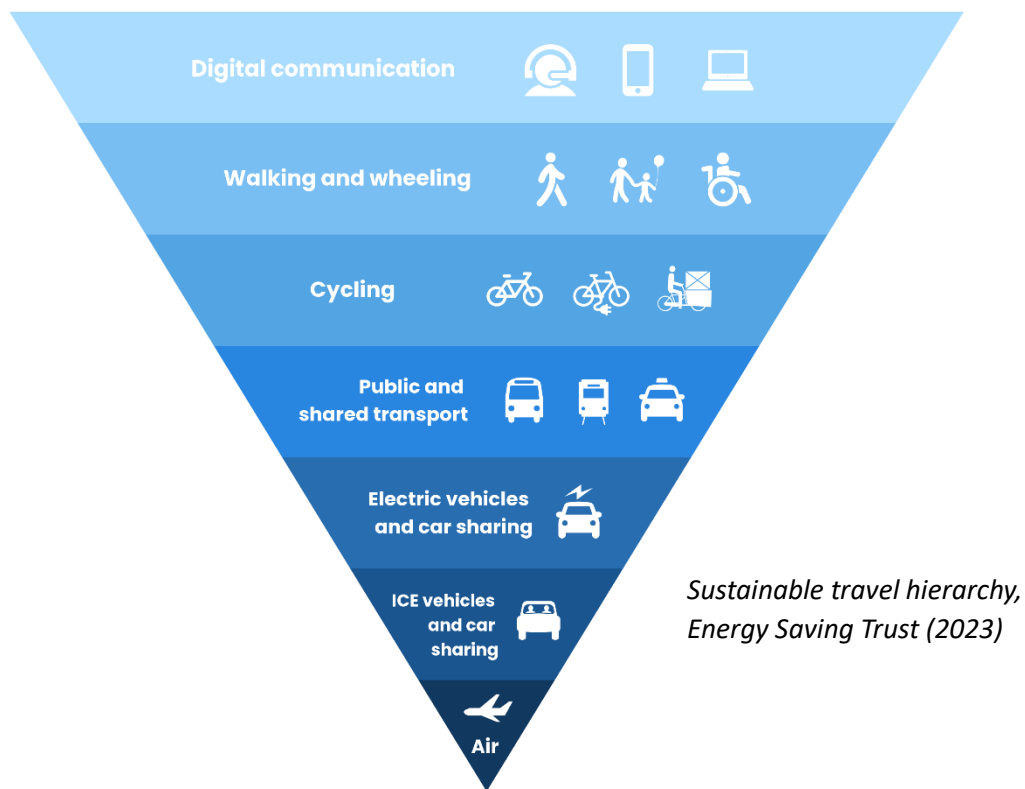 Digital communication
Walking and wheeling
Cycling
Public and
shared transport
Electric vehicles
and car sharing
ICE vehicles
and car
sharing
Sustainable travel hierarchy,
Energy Saving Trust (2023)
Air